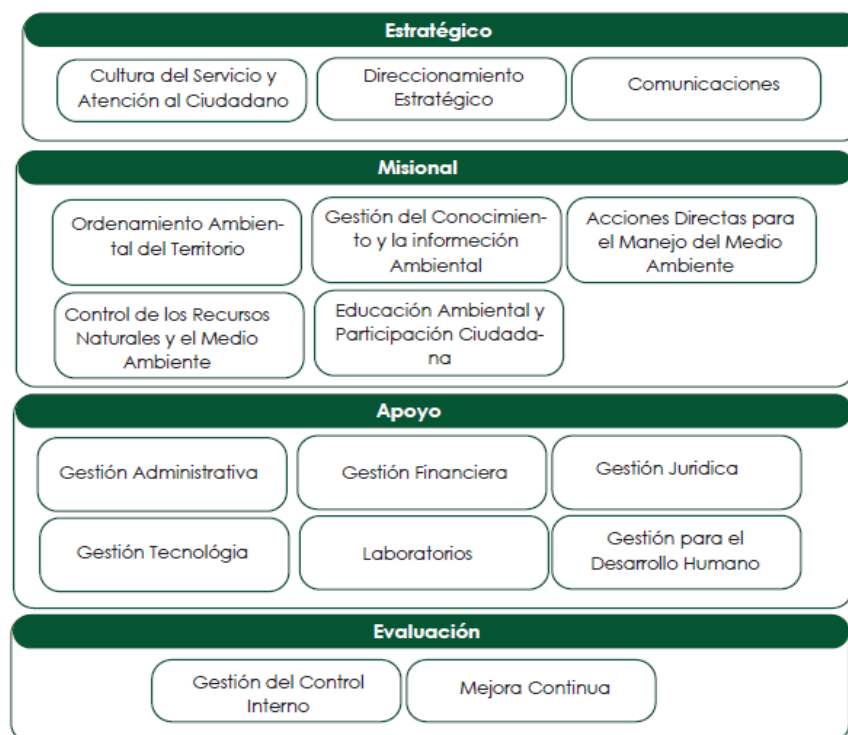 Estratégico
Cultura del Servicio y
Atención al Ciudadano
Direccionamiento
Estratégico
Comunicaciones
Misional
Ordenamiento Ambien-
tal del Territorio
Gestión del Conocimien-
to y la informeción
Ambiental
Acciones Directas para
el Manejo del Medio
Ambiente
Control de los Recursos
Naturales y el Medio
Ambiente
Educación Ambiental y
Participación Ciudada-
na
Apoyo
Gestión Administrativa
Gestión Financiera
Gestión Juridica
Gestión Tecnológia
Laboratorios
Gestión para el
Desarrollo Humano
Evaluación
Gestión del Control
Interno
Mejora Continua